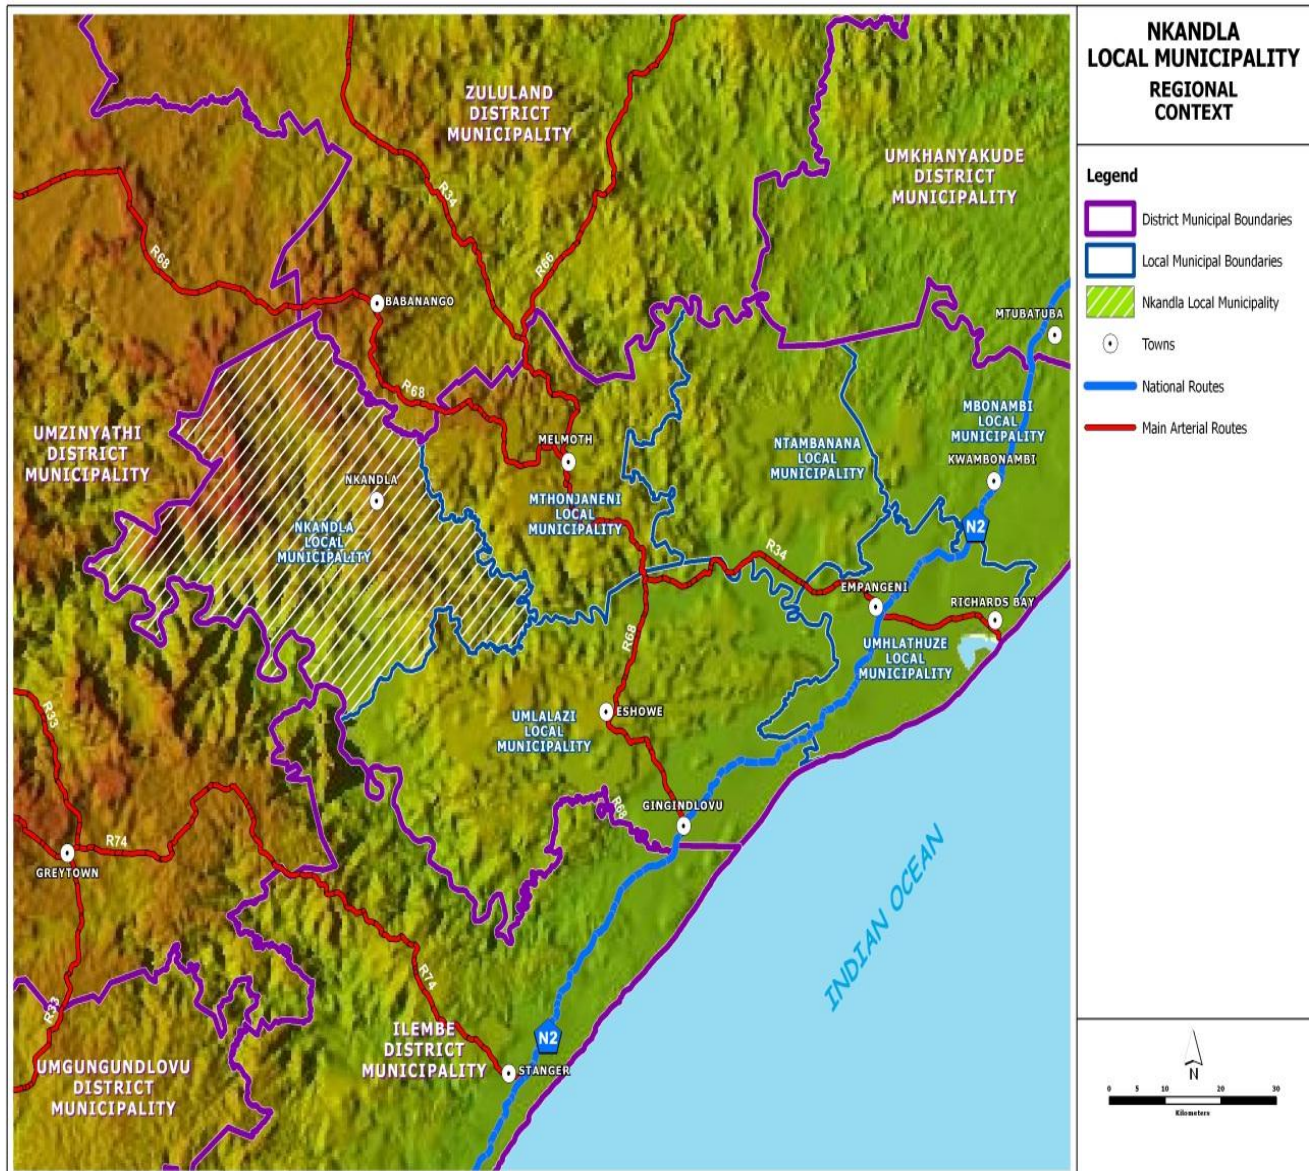 NKANDLA
LOCAL MUNICIPALITY
REGIONAL
CONTEXT
Legend
District Municipal Boundaries
Local Municipal Boundaries
Nkandla Local Municipality
Towns
National Routes
Main Arterial Routes
ZULULAND
DISTRICT
MUNICIPALITY
UMKHANYAKUDE
DISTRICT
MUNICIPALITY
R34
R66
R68
BABANANGO
MTUBATUBA
R68
UMZINYATHI
DISTRICT
MUNICIPALITY
MELMOTH
NTAMBANANA
LOCAL
MUNICIPALITY
MBONAMBI
LOCAL
MUNICIPALITY
KWAMBONAMBI
NKANDLA
NKANDLA
LOCAL
MUNICIPALITY
MTHONJANENI
LOCAL
MUNICIPALITY
N2
R34
EMPANGENI
RICHARDS BAY
R68
UMHLATHUZE
LOCAL
MUNICIPALITY
R33
UMLALAZI
LOCAL
MUNICIPALITY
ESHOWE
R68
GINGINDLOVU
R74
GREYTOWN
INDIAN OCEAN
R74
R33
ILEMBE
DISTRICT
MUNICIPALITY
N2
STANGER
UMGUNGUNDLOVU
DISTRICT
MUNICIPALITY
N
0 5 10 20 30
Kilometers